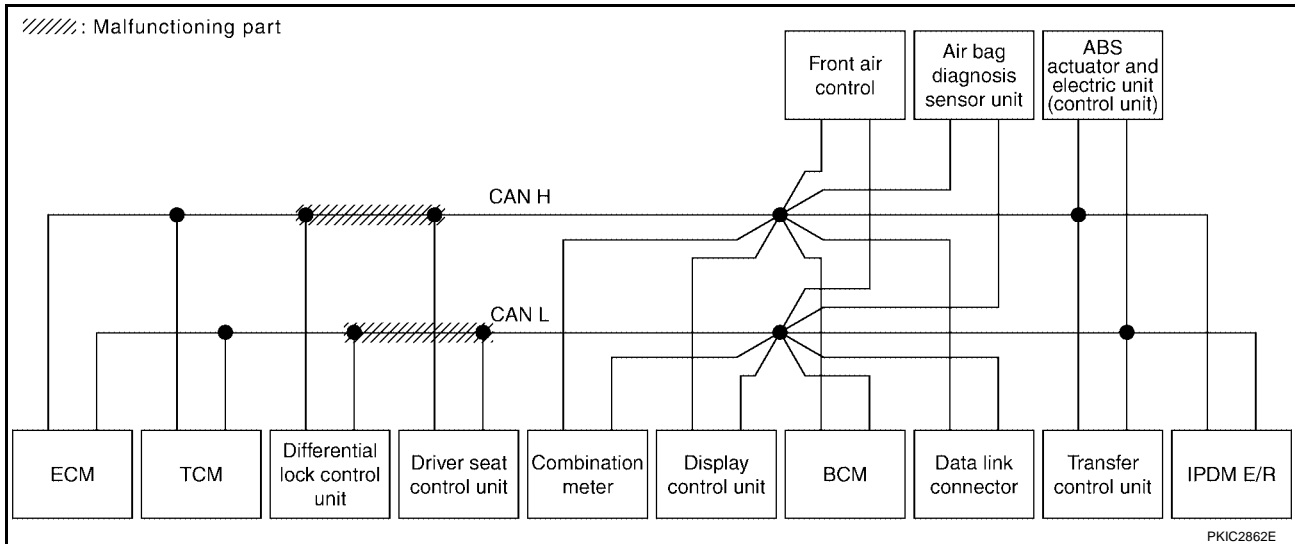 : Malfunctioning part
Front air
control
Air bag
diagnosis
sensor unit
ABS
actuator and
electric unit
(control unit)
CAN H
CAN L
ECM
TCM
Differential
lock control
unit
Driver seat
control unit
Combination
meter
Display
control unit
BCM
Data link
connector
Transfer
control unit
IPDM E/R
PKIC2862E